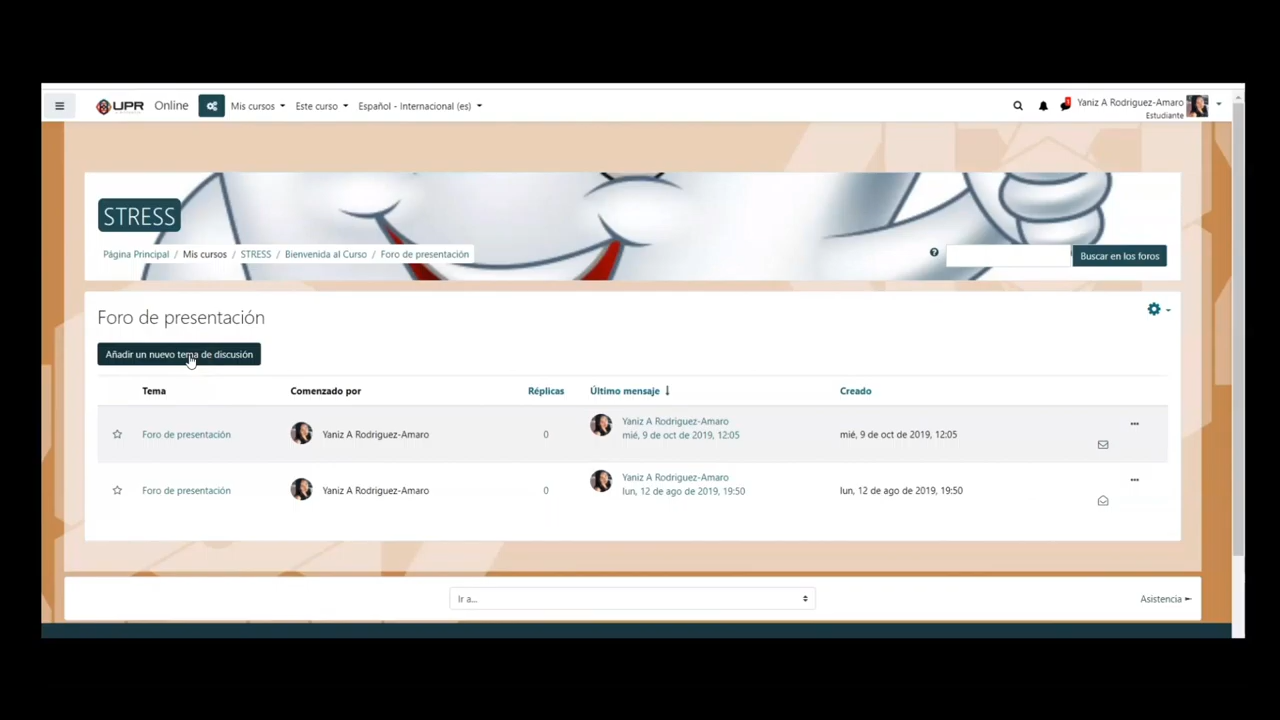 UPR Online Mis cursos Este curso Español - Internacional (es) Yaniz A Rodriguez-Amaro
Estudiante
STRESS
Página Principal / Mis cursos / STRESS / Bienvenida al Curso / Foro de presentación
Buscar en los foros
Foro de presentación
Añadir un nuevo tema de discusión
Tema Comenzado por Réplicas Último mensaje Creado
Foro de presentación Yaniz A Rodriguez-Amaro 0 Yaniz A Rodriguez-Amaro mié, 9 de oct de 2019, 12:05
mié, 9 de oct de 2019, 12:05
Foro de presentación Yaniz A Rodriguez-Amaro 0 Yaniz A Rodriguez-Amaro lun, 12 de ago de 2019, 19:50
lun, 12 de ago de 2019, 19:50
Ir a... Asistencia